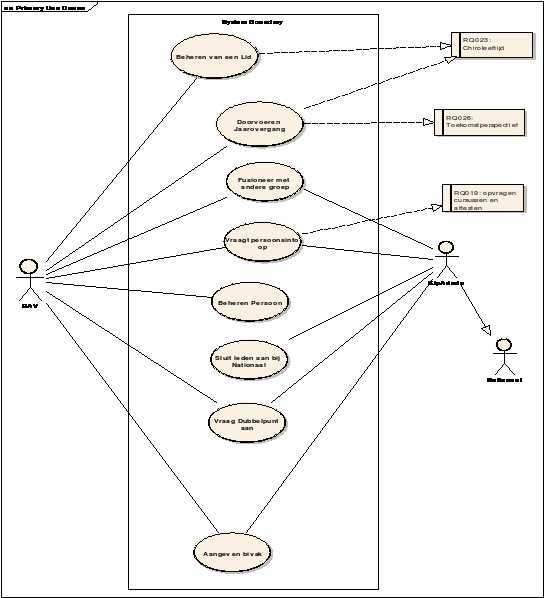 uc Primary Use Cases
System Boundary
Beheren van een Lid
RQ023:
Chiroleeftijd
Doorvoeren
Jaarovergang
RQ026:
Toekomstperspectief
Fusioneer met
andere groep
RQ019: opvragen
cursussen en
attesten
Vraagt persoonsinfo
op
GAV
KipAdmin
Beheren Persoon
Sluit leden aan bij
Nationaal
Nationaal
Vraag Dubbelpunt
aan
Aangeven bivak